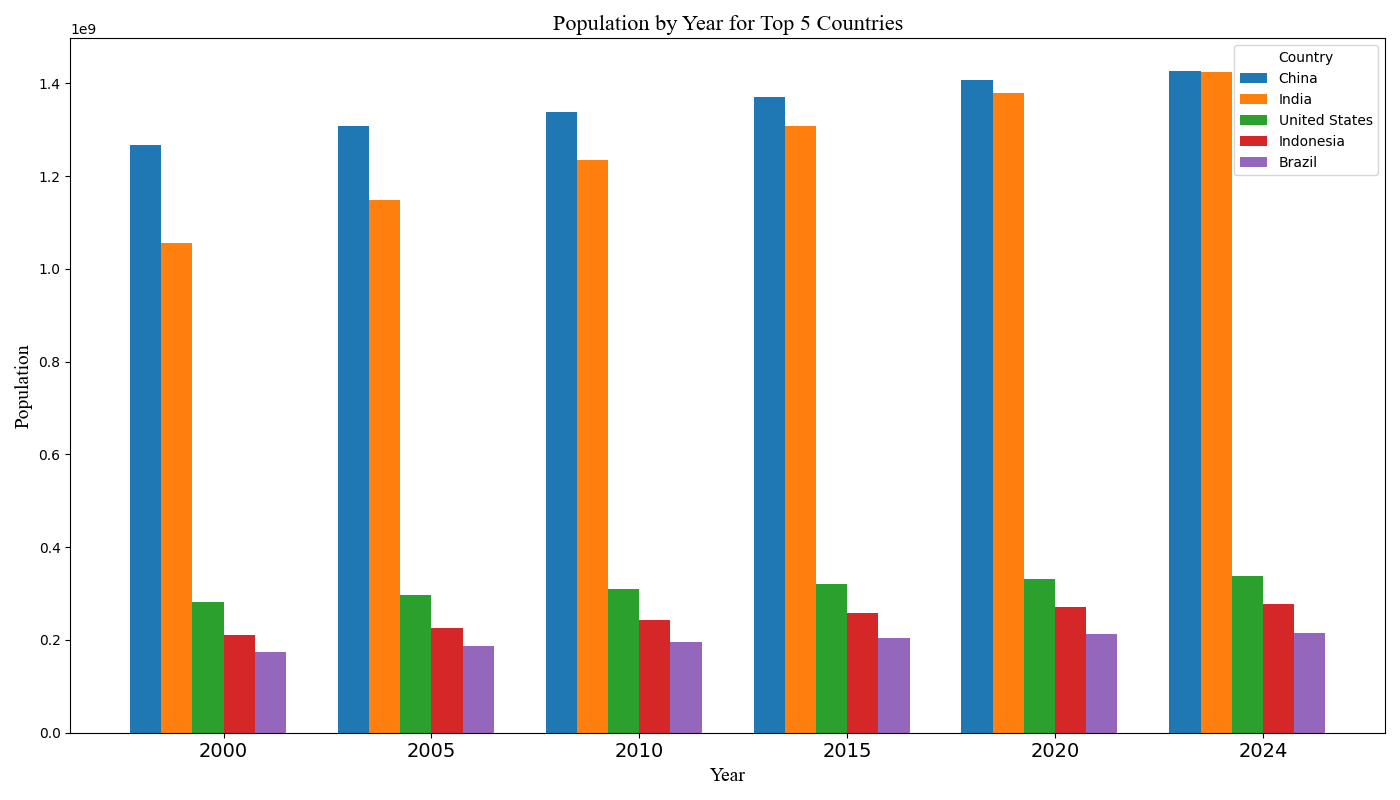 Population by Year for Top 5 Countries
1e9
Country
China
India
United States
Indonesia
Brazil
1.4
1.2
1.0
0.8
0.6
0.4
0.2
0.0
Population
2000 2005 2010 2015 2020 2024
Year